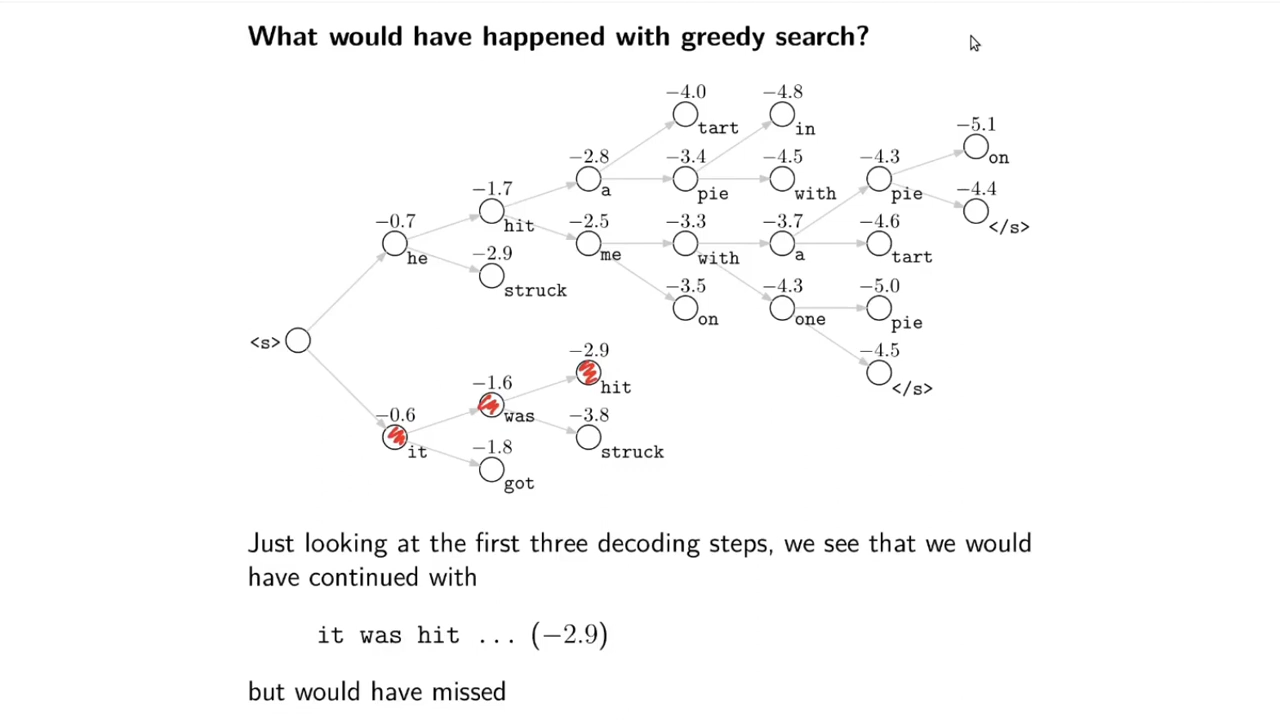 What would have happened with greedy search?
−4.0
−4.8
tart
in
−5.1
on
−2.8
−3.4
−4.5
−4.3
a
pie
with
pie
−4.4
</s>
−1.7
hit
−0.7
he
−2.5
−3.3
−3.7
−4.6
me
with
a
tart
−2.9
struck
−3.5
−4.3
−5.0
on
one
pie
<s>
−2.9
−4.5
hit
</s>
−1.6
was
−0.6
it
−3.8
struck
−1.8
got
Just looking at the first three decoding steps, we see that we would
have continued with
it was hit ... (−2.9)
but would have missed